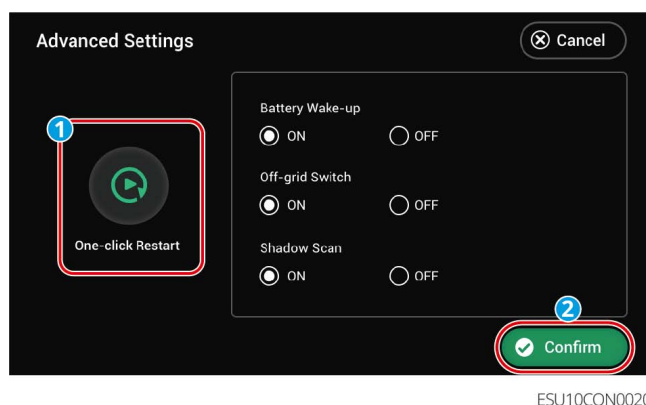 Advanced Settings
Cancel
1
One-click Restart
Battery Wake-up
ON OFF
Off-grid Switch
ON OFF
Shadow Scan
ON OFF
2
Confirm
ESU10CON0020